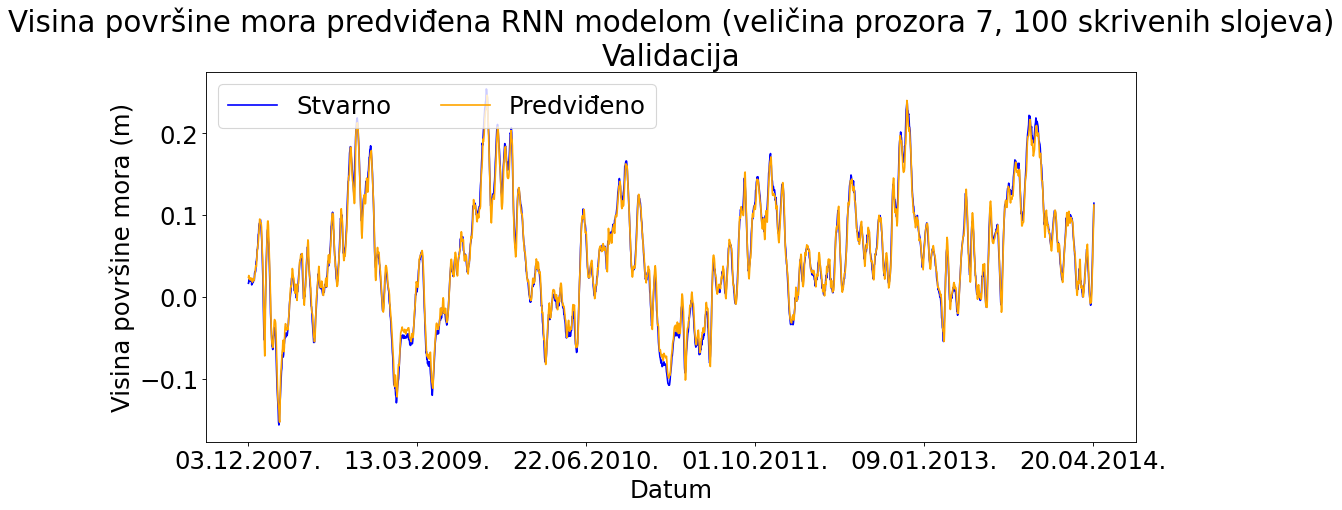 Visina površine mora predviđena RNN modelom (veličina prozora 7, 100 skrivenih slojeva)
Validacija
Stvarno
Predviđeno
Visina površine mora (m)
0.2
0.1
0.0
−0.1
03.12.2007.
13.03.2009.
22.06.2010.
01.10.2011.
09.01.2013.
20.04.2014.
Datum